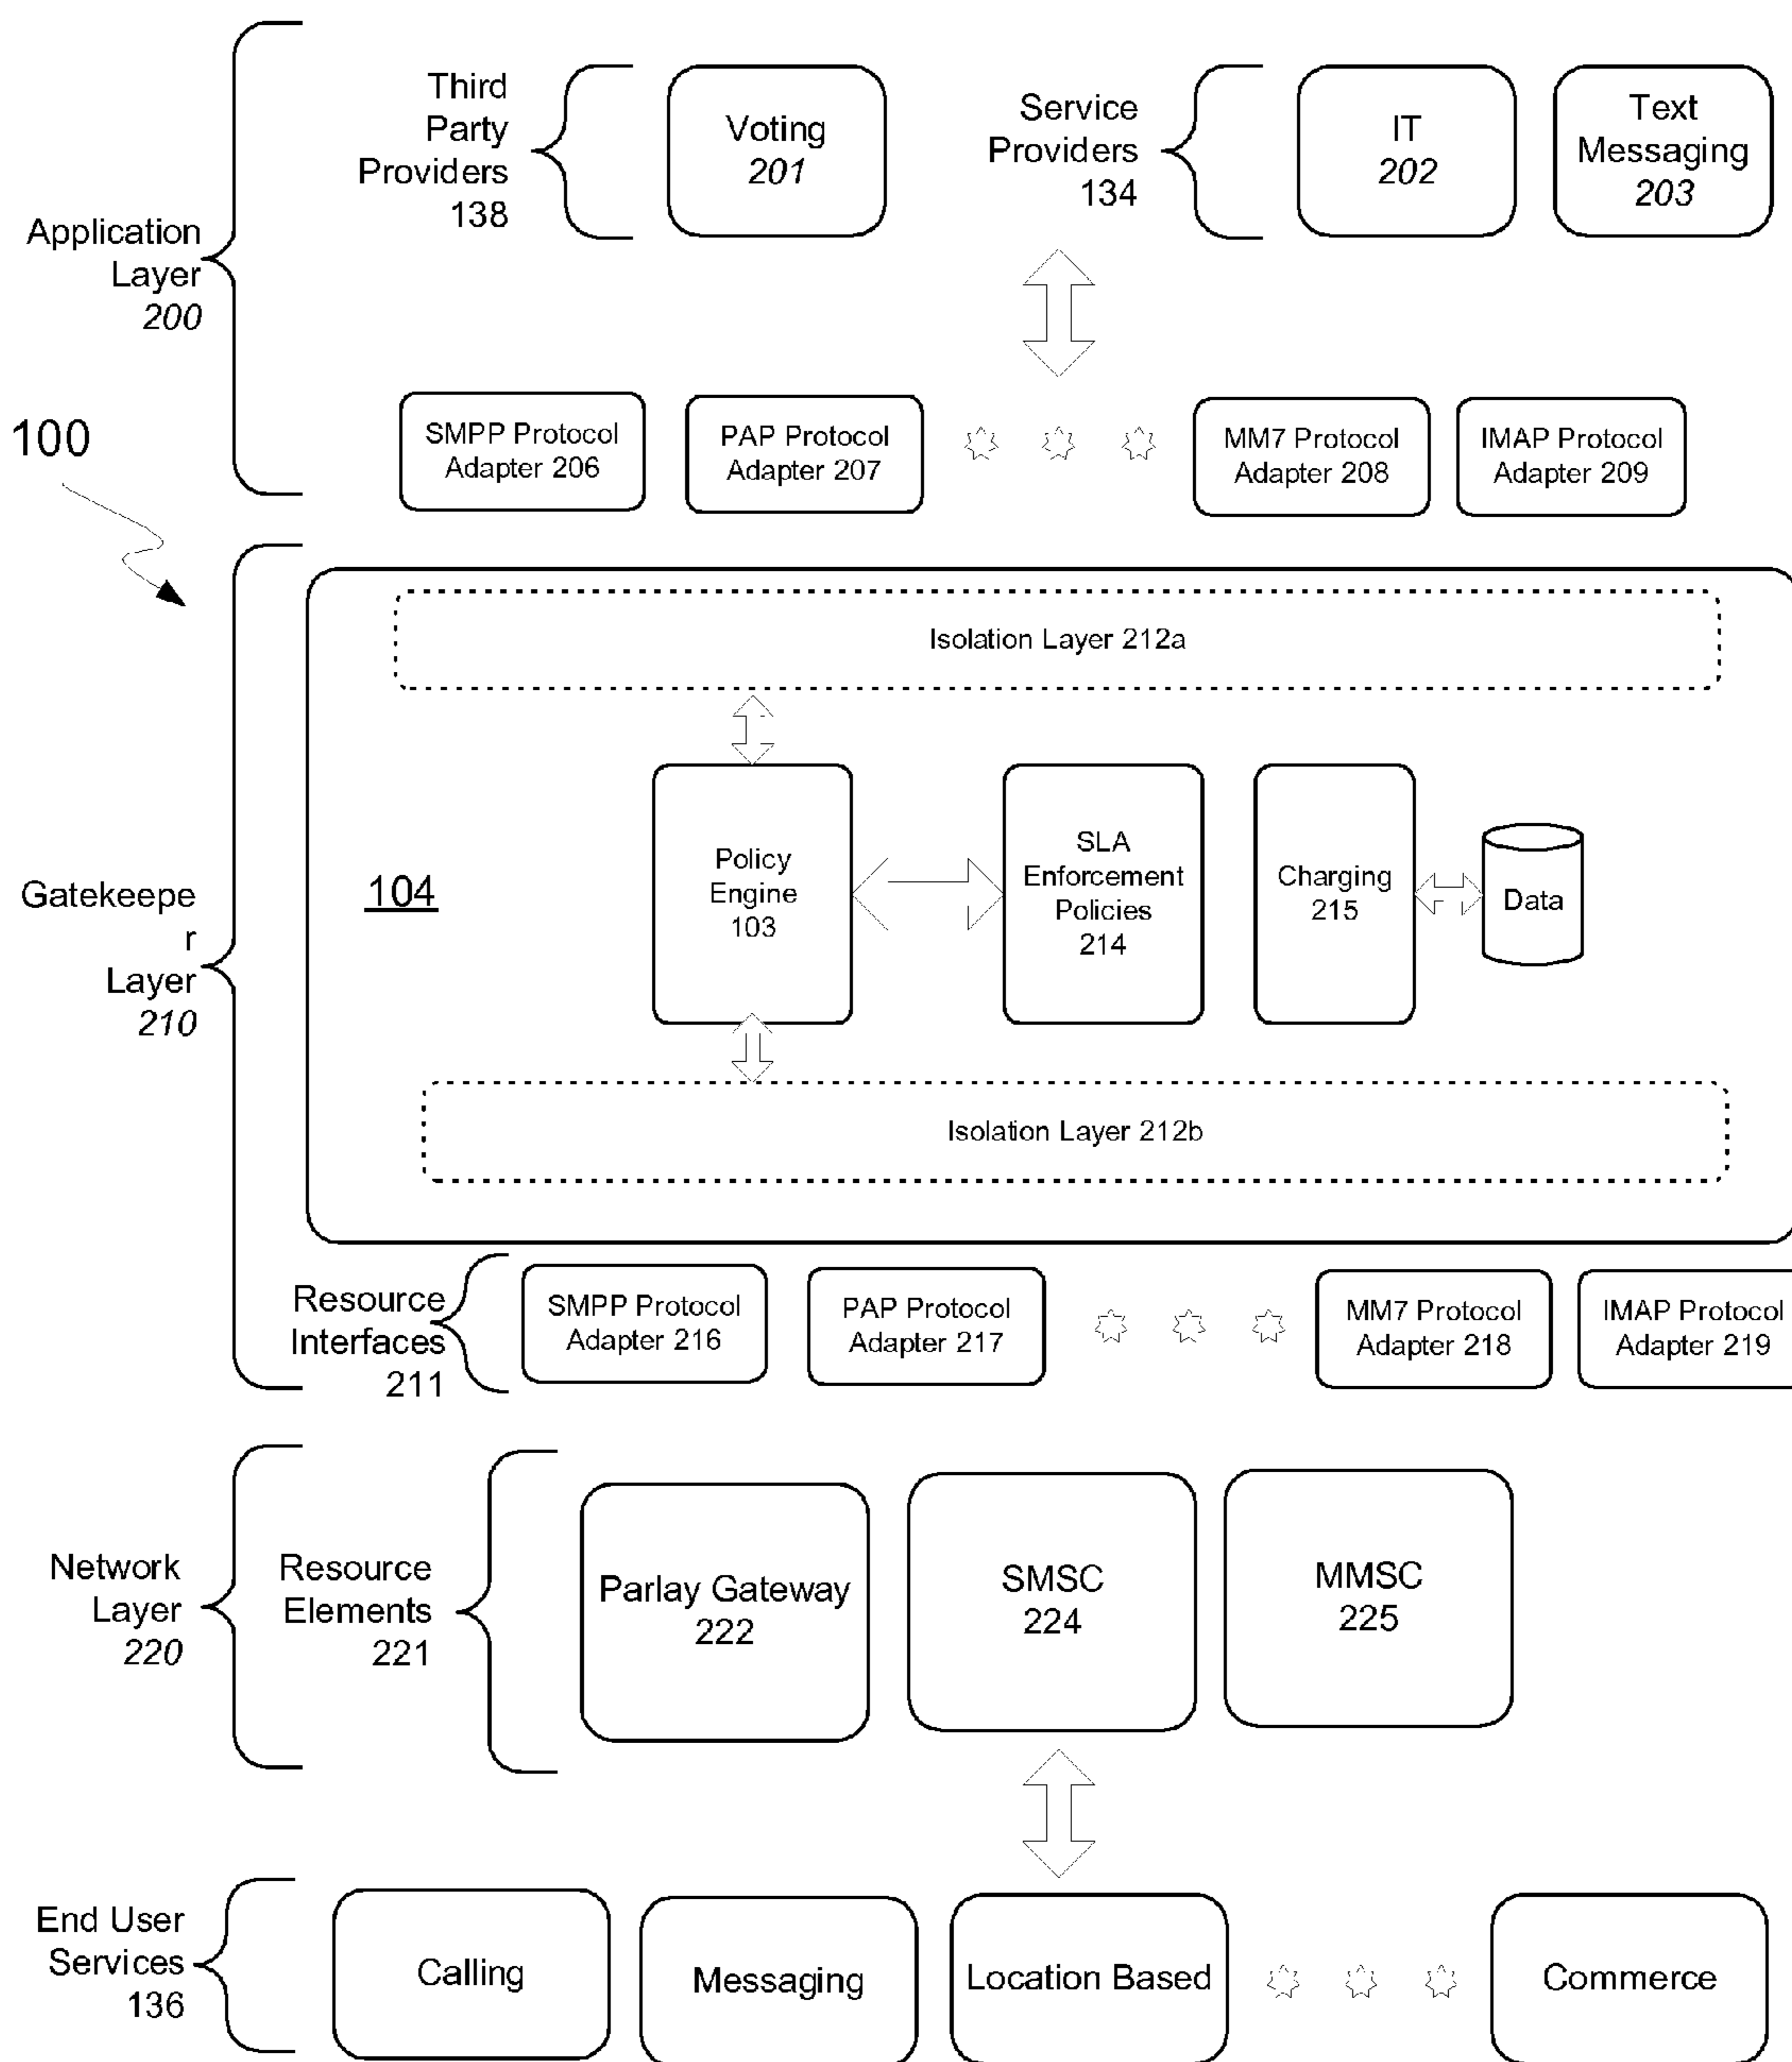 Third
Party
Providers
138
Voting
201
Service
Providers
134
IT
202
Text
Messaging
203
Application
Layer
200
100
SMPP Protocol
Adapter 206
PAP Protocol
Adapter 207
MM7 Protocol
Adapter 208
IMAP Protocol
Adapter 209
Isolation Layer 212a
Gatekeepe
r
Layer
210
104
Policy
Engine
103
SLA
Enforcement
Policies
214
Charging
215
Data
Isolation Layer 212b
Resource
Interfaces
211
SMPP Protocol
Adapter 216
PAP Protocol
Adapter 217
MM7 Protocol
Adapter 218
IMAP Protocol
Adapter 219
Network
Layer
220
Resource
Elements
221
Parlay Gateway
222
SMSC
224
MMSC
225
End User
Services
136
Calling
Messaging
Location Based
Commerce